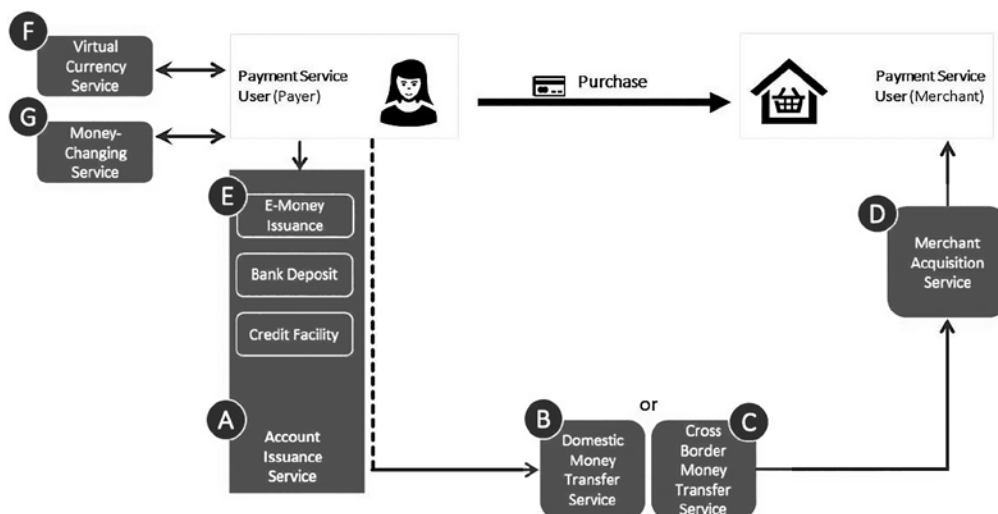 F
Virtual
Currency
Service
G
Money-
Changing
Service
Payment Service
User (Payer)
Purchase
Payment Service
User (Merchant)
E
E-Money
Issuance
Bank Deposit
Credit Facility
A
Account
Issuance
Service
or
B
Domestic
Money
Transfer
Service
C
Cross
Border
Money
Transfer
Service
D
Merchant
Acquisition
Service